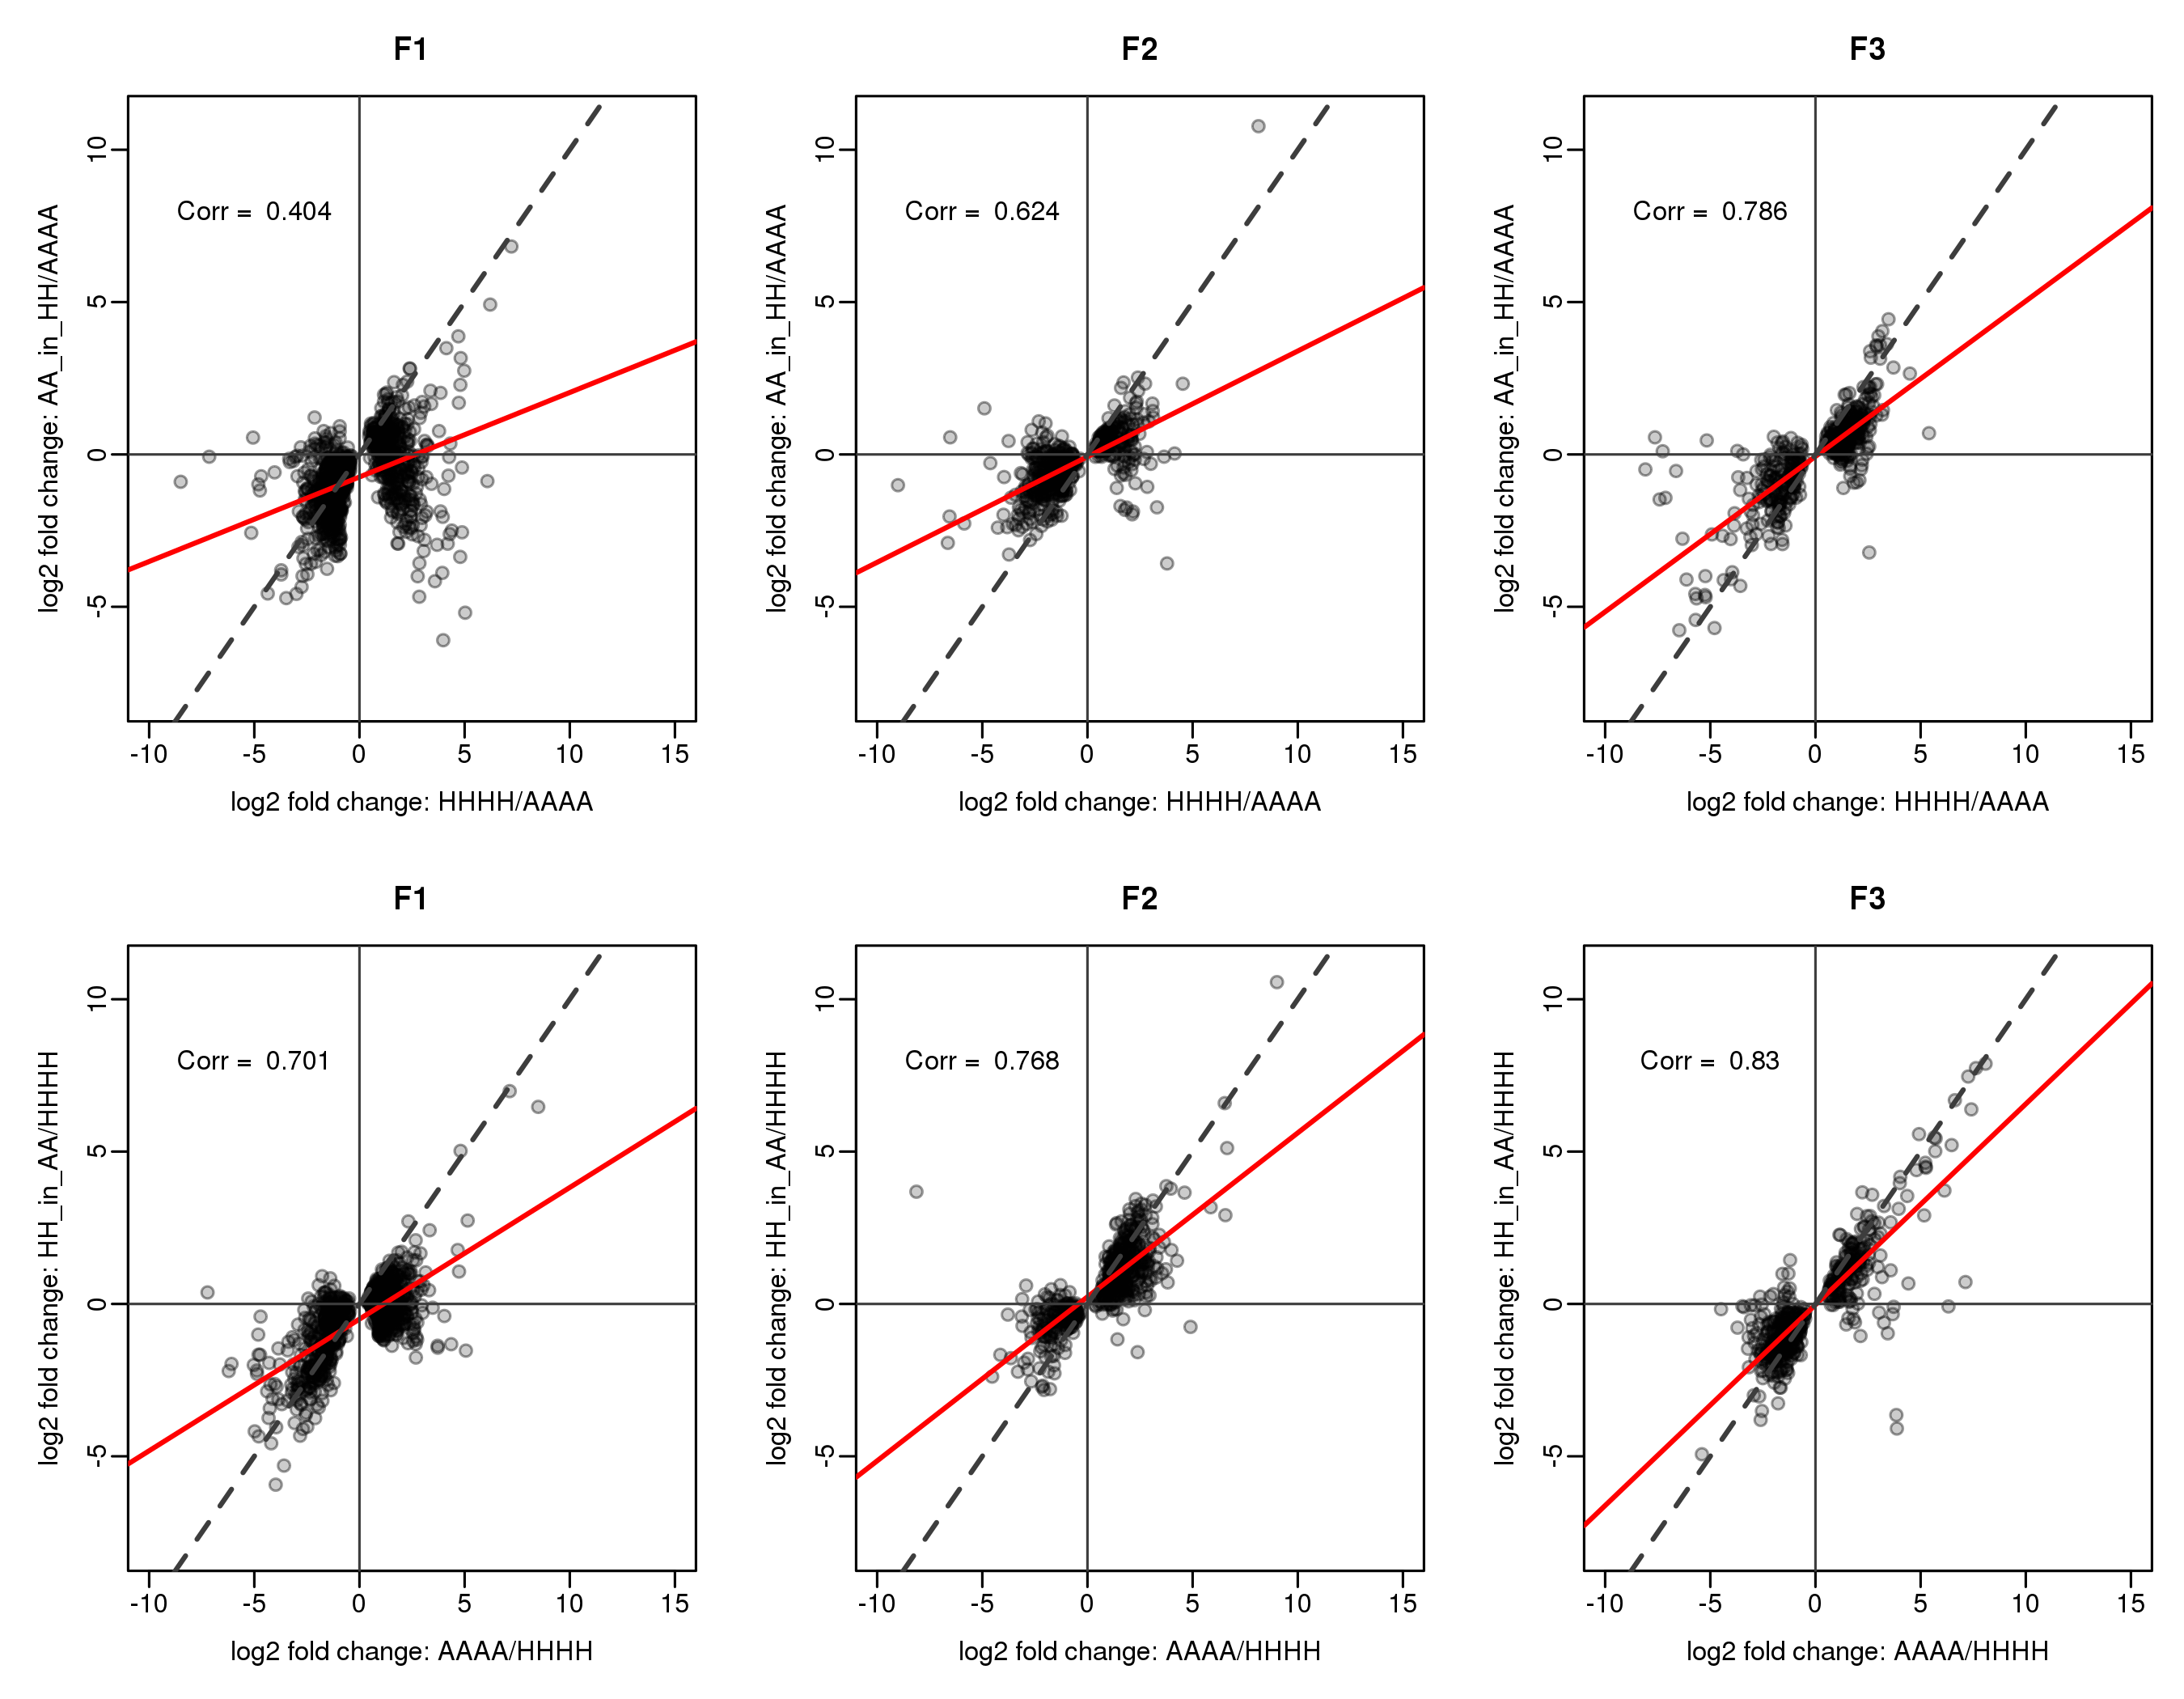 F1
F2
F3
10
5
0
-5
log2 fold change: AA_in_HH/AAAA
Corr = 0.404
-10 -5 0 5 10 15
log2 fold change: HHHH/AAAA
10
5
0
-5
log2 fold change: AA_in_HH/AAAA
Corr = 0.624
-10 -5 0 5 10 15
log2 fold change: HHHH/AAAA
10
5
0
-5
log2 fold change: AA_in_HH/AAAA
Corr = 0.786
-10 -5 0 5 10 15
log2 fold change: HHHH/AAAA
F1
F2
F3
10
5
0
-5
log2 fold change: HH_in_AA/HHHH
Corr = 0.701
-10 -5 0 5 10 15
log2 fold change: AAAA/HHHH
10
5
0
-5
log2 fold change: HH_in_AA/HHHH
Corr = 0.768
-10 -5 0 5 10 15
log2 fold change: AAAA/HHHH
10
5
0
-5
log2 fold change: HH_in_AA/HHHH
Corr = 0.83
-10 -5 0 5 10 15
log2 fold change: AAAA/HHHH